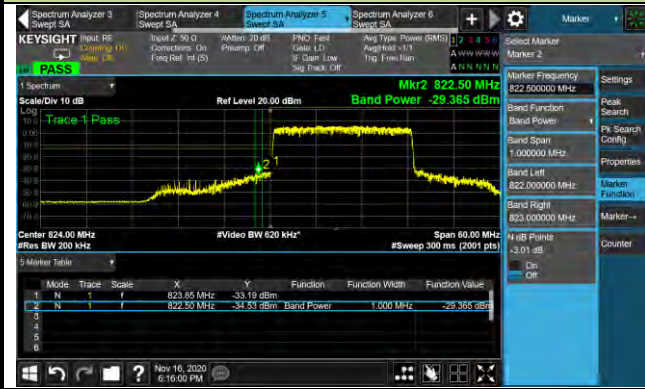 Spectrum Analyzer 3 Spectrum Analyzer 4 Spectrum Analyzer 5 Spectrum Analyzer 6 Marker
Swept SA Swept SA Swept SA Swept SA
KEYSIGHT Input: RF Input Z: 50 Ω #Atten: 20 dB PNO: Fast Avg Type: Power (RMS) 1 2 3 4 5 6
Corrections: On Preamp: Off Gate: LO Avg|Hold: >1/1
Freq Ref: Int (S) IF Gain: Low Trig: Free Run
Sig Track: Off
PASS
Select Marker
Marker 2
1 Spectrum
Mkr2 822.50 MHz
Scale/Div 10 dB Ref Level 20.00 dBm Band Power -29.365 dBm
Log
Trace 1 Pass
2 1
Center 824.00 MHz #Video BW 620 kHz* Span 60.00 MHz
#Res BW 200 kHz #Sweep 300 ms (2001 pts)
5 Marker Table
Mode Trace Scale X Y Function Function Width Function Value
1 N 1 f 823.85 MHz -33.19 dBm
2 N 1 f 822.50 MHz -34.53 dBm Band Power 1.000 MHz -29.365 dBm
3
4
5
6
Nov 16, 2020
6:16:00 PM
Marker Frequency
822.500000 MHz
Band Function
Band Power
Band Span
1.000000 MHz
Band Left
822.000000 MHz
Band Right
823.000000 MHz
N dB Points
-3.01 dB
On
Off
Settings
Peak
Search
Pk Search
Config
Properties
Marker
Function
Marker→
Counter